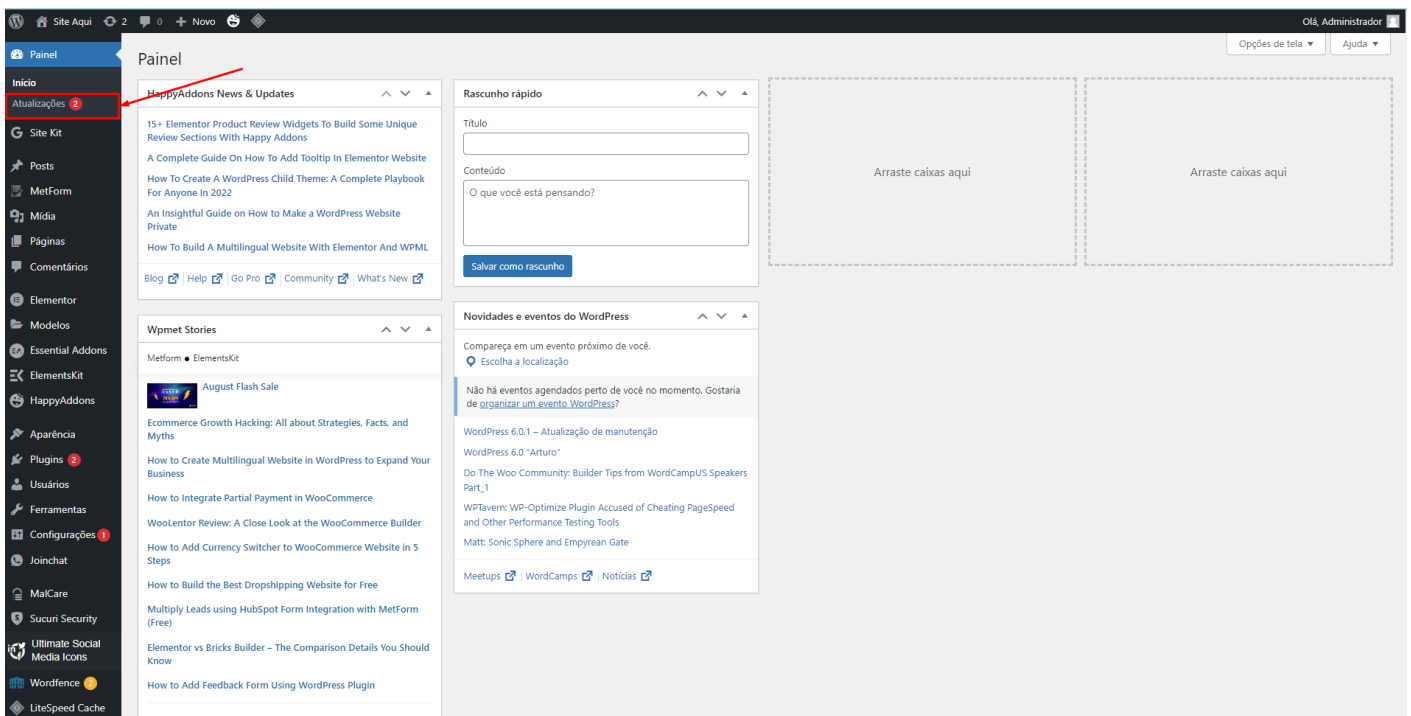 Site Aqui 2 0 + Novo
Olá, Administrador
Painel
Início
Atualizações 2
Site Kit
Posts
MetForm
Mídia
Páginas
Comentários
Elementor
Modelos
Essential Addons
ElementsKit
HappyAddons
Aparência
Plugins 2
Usuários
Ferramentas
Configurações 1
Joinchat
MalCare
Sucuri Security
Ultimate Social
Media Icons
Wordfence 2
LiteSpeed Cache
Opções de tela ▼
Ajuda ▼
Painel
HappyAddons News & Updates
15+ Elementor Product Review Widgets To Build Some Unique
Review Sections With Happy Addons
A Complete Guide On How To Add Tooltip In Elementor Website
How To Create A WordPress Child Theme: A Complete Playbook
For Anyone In 2022
An Insightful Guide on How to Make a WordPress Website
Private
How To Build A Multilingual Website With Elementor And WPML
Blog | Help | Go Pro | Community | What's New
Wpmet Stories
Metform ● ElementsKit
August Flash Sale
Ecommerce Growth Hacking: All about Strategies, Facts, and
Myths
How to Create Multilingual Website in WordPress to Expand Your
Business
How to Integrate Partial Payment in WooCommerce
WooLentor Review: A Close Look at the WooCommerce Builder
How to Add Currency Switcher to WooCommerce Website in 5
Steps
How to Build the Best Dropshipping Website for Free
Multiply Leads using HubSpot Form Integration with MetForm
(Free)
Elementor vs Bricks Builder – The Comparison Details You Should
Know
How to Add Feedback Form Using WordPress Plugin
Rascunho rápido
Título
Conteúdo
O que você está pensando?
Salvar como rascunho
Novidades e eventos do WordPress
Compareça em um evento próximo de você.
Escolha a localização
Não há eventos agendados perto de você no momento. Gostaria
de organizar um evento WordPress?
WordPress 6.0.1 – Atualização de manutenção
WordPress 6.0 "Arturo"
Do The Woo Community: Builder Tips from WordCampUS Speakers
Part_1
WPTavern: WP-Optimize Plugin Accused of Cheating PageSpeed
and Other Performance Testing Tools
Matt: Sonic Sphere and Empyrean Gate
Meetups | WordCamps | Notícias
Arraste caixas aqui
Arraste caixas aqui